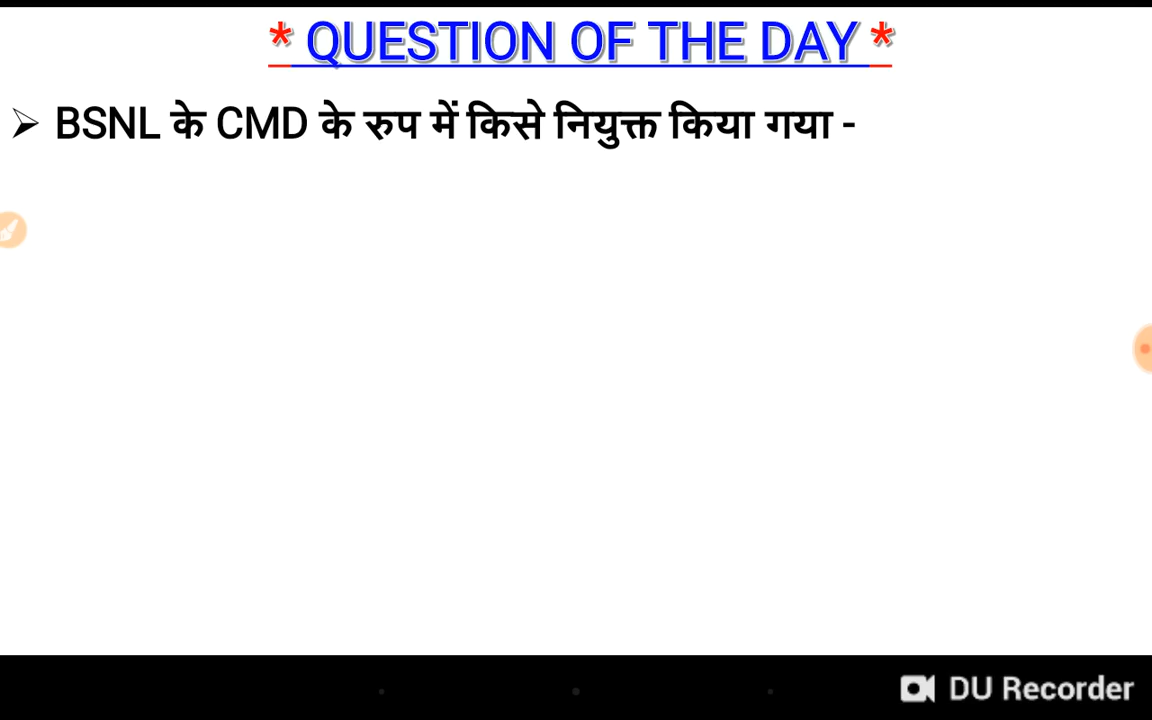 * QUESTION OF THE DAY *
➢ BSNL के CMD के रुप में किसे नियुक्त किया गया -
DU Recorder